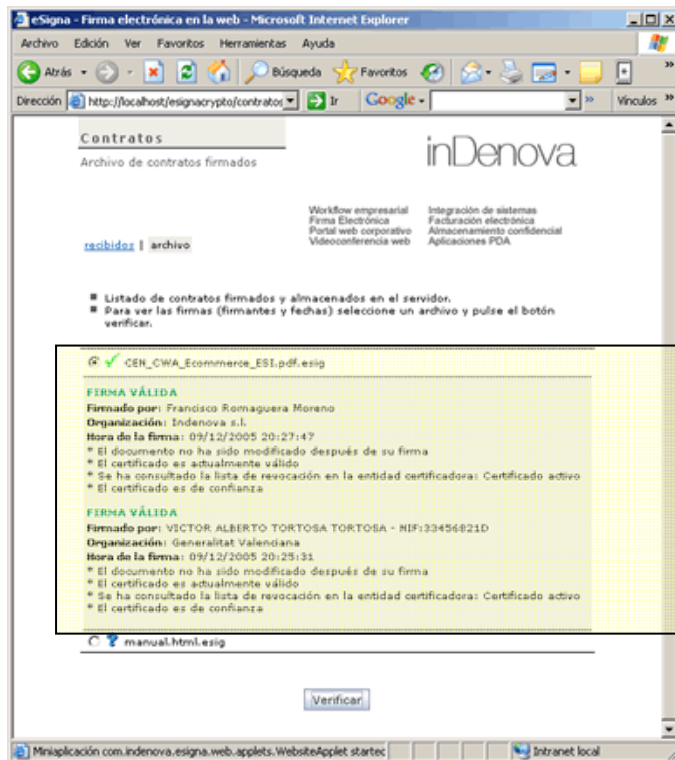 eSigna - Firma electrónica en la web - Microsoft Internet Explorer
Archivo Edición Ver Favoritos Herramientas Ayuda
Atrás Búsqueda Favoritos
Dirección http://localhost/esignacrypto/contratos Ir Google Vínculos
Contratos
Archivo de contratos firmados
inDenova
Workflow empresarial Integración de sistemas
Firma Electrónica Facturación electrónica
Portal web corporativo Almacenamiento confidencial
Videoconferencia web Aplicaciones PDA
recibidos | archivo
Listado de contratos firmados y almacenados en el servidor.
Para ver las firmas (firmantes y fechas) seleccione un archivo y pulse el botón
verificar.
CEN_CWA_Ecommerce_ESI.pdf.esig
FIRMA VÁLIDA
Firmado por: Francisco Romaguera Moreno
Organización: Indenova s.l.
Hora de la firma: 09/12/2005 20:27:47
* El documento no ha sido modificado después de su firma
* El certificado es actualmente válido
* Se ha consultado la lista de revocación en la entidad certificadora: Certificado activo
* El certificado es de confianza
FIRMA VÁLIDA
Firmado por: VICTOR ALBERTO TORTOSA TORTOSA - NIF:33456821D
Organización: Generalitat Valenciana
Hora de la firma: 09/12/2005 20:25:31
* El documento no ha sido modificado después de su firma
* El certificado es actualmente válido
* Se ha consultado la lista de revocación en la entidad certificadora: Certificado activo
* El certificado es de confianza
manual.html.esig
Verificar
Miniaplicación com.indenova.esigna.web.applets.WebsiteApplet startec Intranet local